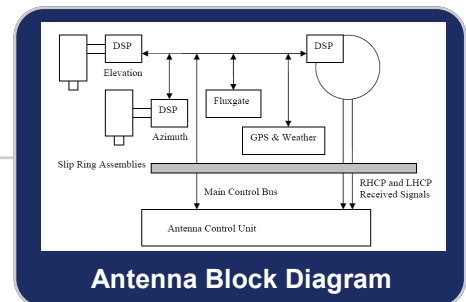 DSP
DSP
Elevation
DSP
Fluxgate
Azimuth
GPS & Weather
Slip Ring Assemblies
Main Control Bus
RHCP and LHCP
Received Signals
Antenna Control Unit
Antenna Block Diagram